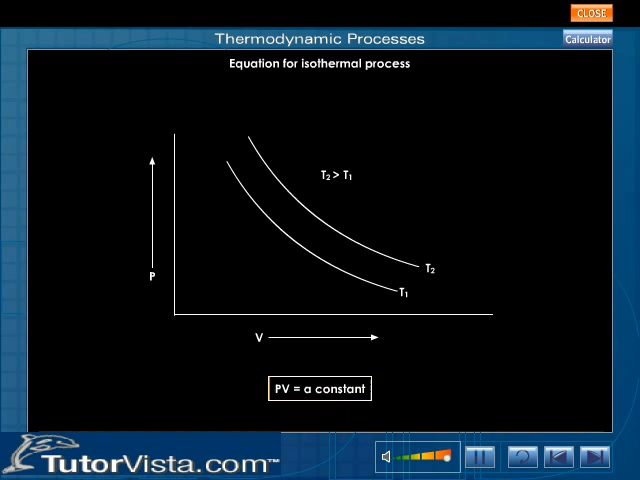 CLOSE
Thermodynamic Processes
Calculator
Equation for isothermal process
T₂ > T₁
P
T₂
T₁
V
PV = a constant
TutorVista.com™